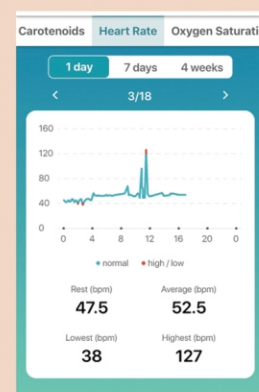 Carotenoids Heart Rate Oxygen Saturati
1 day 7 days 4 weeks
< 3/18 >
160
120
80
40
0
0 4 8 12 16 20 0
normal high / low
Rest (bpm) Average (bpm)
47.5 52.5
Lowest (bpm) Highest (bpm)
38 127